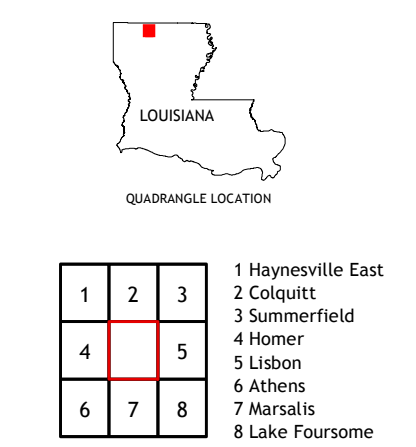 LOUISIANA
QUADRANGLE LOCATION
1 2 3
4 5
6 7 8
1 Haynesville East
2 Colquitt
3 Summerfield
4 Homer
5 Lisbon
6 Athens
7 Marsalis
8 Lake Foursome